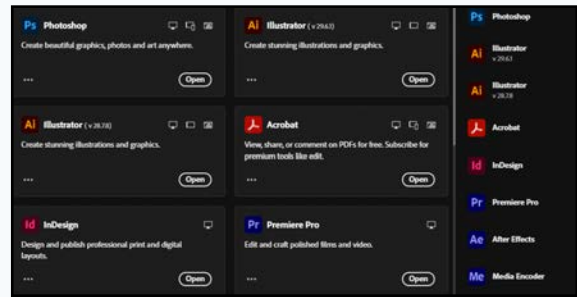 Ps Photoshop
Create beautiful graphics, photos and art anywhere.
Open
Ai Illustrator (v 29.6.1)
Create stunning illustrations and graphics.
Open
Ai Illustrator (v 28.7.8)
Create stunning illustrations and graphics.
Open
Acrobat
View, share, or comment on PDFs for free. Subscribe for
premium tools like edit.
Open
Id InDesign
Design and publish professional print and digital
layouts.
Open
Pr Premiere Pro
Edit and craft polished films and video.
Open
Ps Photoshop
Ai Illustrator
v 29.6.1
Ai Illustrator
v 28.7.8
Acrobat
Id InDesign
Pr Premiere Pro
Ae After Effects
Me Media Encoder